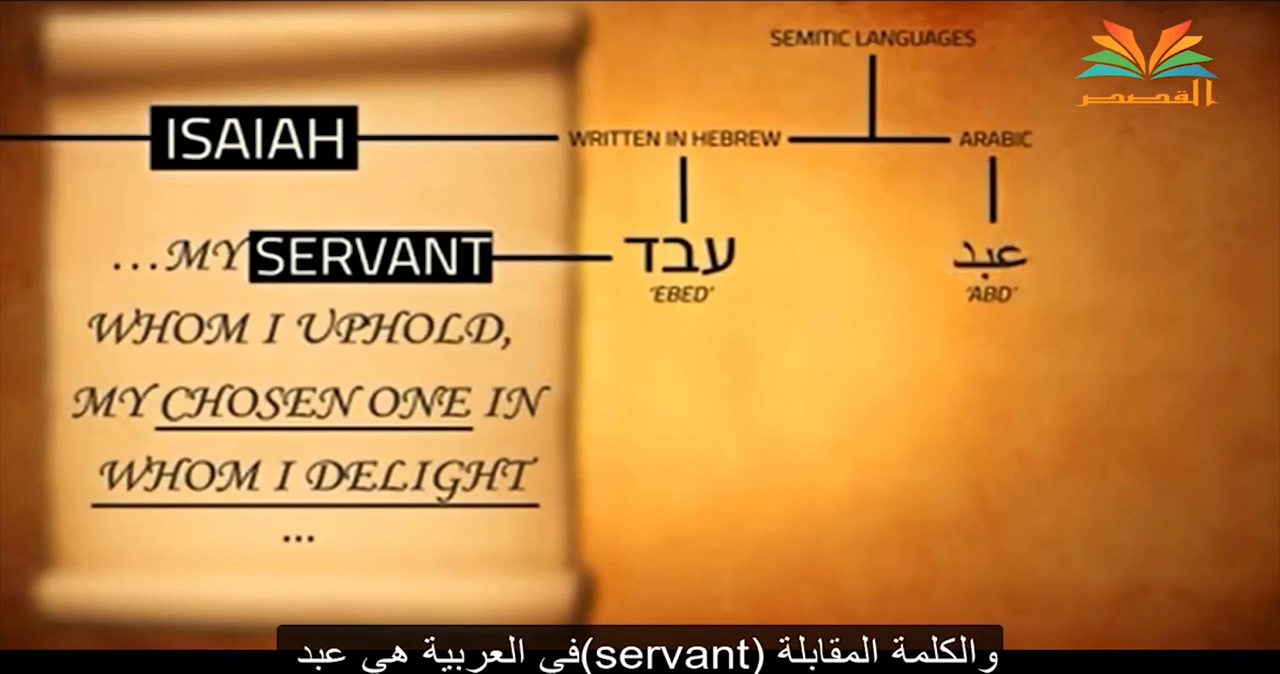 SEMITIC LANGUAGES
القصص
ISAIAH
WRITTEN IN HEBREW
ARABIC
...MY SERVANT
עבד
عبد
'EBED'
'ABD'
WHOM I UPHOLD,
MY CHOSEN ONE IN
WHOM I DELIGHT
...
والكلمة المقابلة (servant)في العربية هي عبد